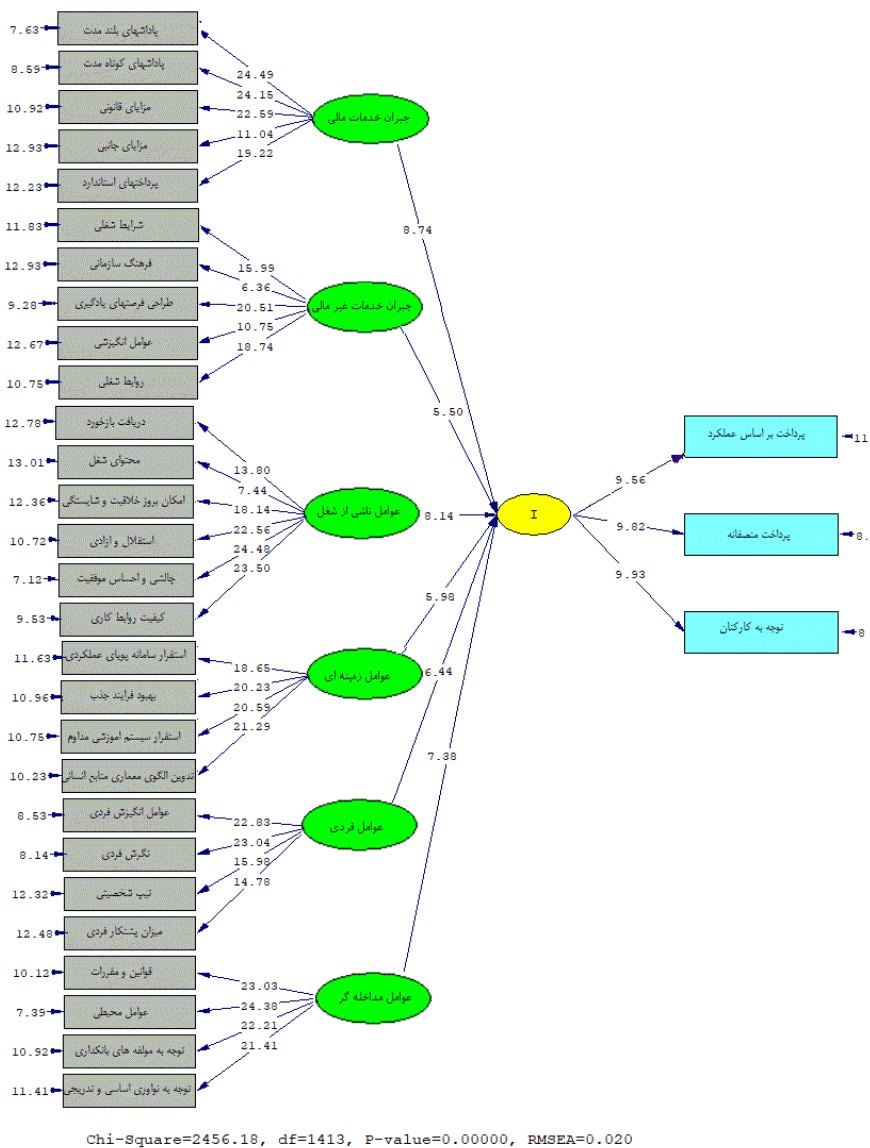 7.63 پاداشهای بلند مدت
8.59 پاداشهای کوتاه مدت
10.92 مزایای قانونی
12.93 مزایای جانبی
12.23 پرداختهای استاندارد
24.49
24.15
22.59
11.04
19.22
جبران خدمات مالی
8.74
11.83 شرایط شغلی
12.93 فرهنگ سازمانی
9.28 طراحی فرصتهای یادگیری
12.67 عوامل انگیزشی
10.75 روابط شغلی
15.99
6.36
20.51
10.75
18.74
جبران خدمات غیر مالی
5.50
12.78 دریافت بازخورد
13.01 محتوای شغل
12.36 امکان بروز خلاقیت و شایستگی
10.72 استقلال و ازادی
7.12 چالشی و احساس موفقیت
9.53 کیفیت روابط کاری
13.80
7.44
18.14
22.56
24.48
23.50
عوامل ناشی از شغل
8.14
11.63 استقرار سامانه پویای عملکردی
10.96 بهبود فرایند جذب
10.75 استقرار سیستم اموزشی مداوم
10.23 تدوین الگوی معماری منابع انسانی
18.65
20.23
20.59
21.29
عوامل زمینه ای
5.98
8.53 عوامل انگیزش فردی
8.14 نگرش فردی
12.32 تیپ شخصیتی
12.48 میزان پشتکار فردی
22.83
23.04
15.98
14.78
عوامل فردی
6.44
10.12 قوانین و مقررات
7.39 عوامل محیطی
10.92 توجه به مولفه های بانکداری
11.41 توجه به نواوری اساسی و تدریجی
23.03
24.38
22.21
21.41
عوامل مداخله گر
7.38
I
9.56
9.82
9.93
پرداخت بر اساس عملکرد 11
پرداخت منصفانه 8.
توجه به کارکنان 8
Chi-Square=2456.18, df=1413, P-value=0.00000, RMSEA=0.020